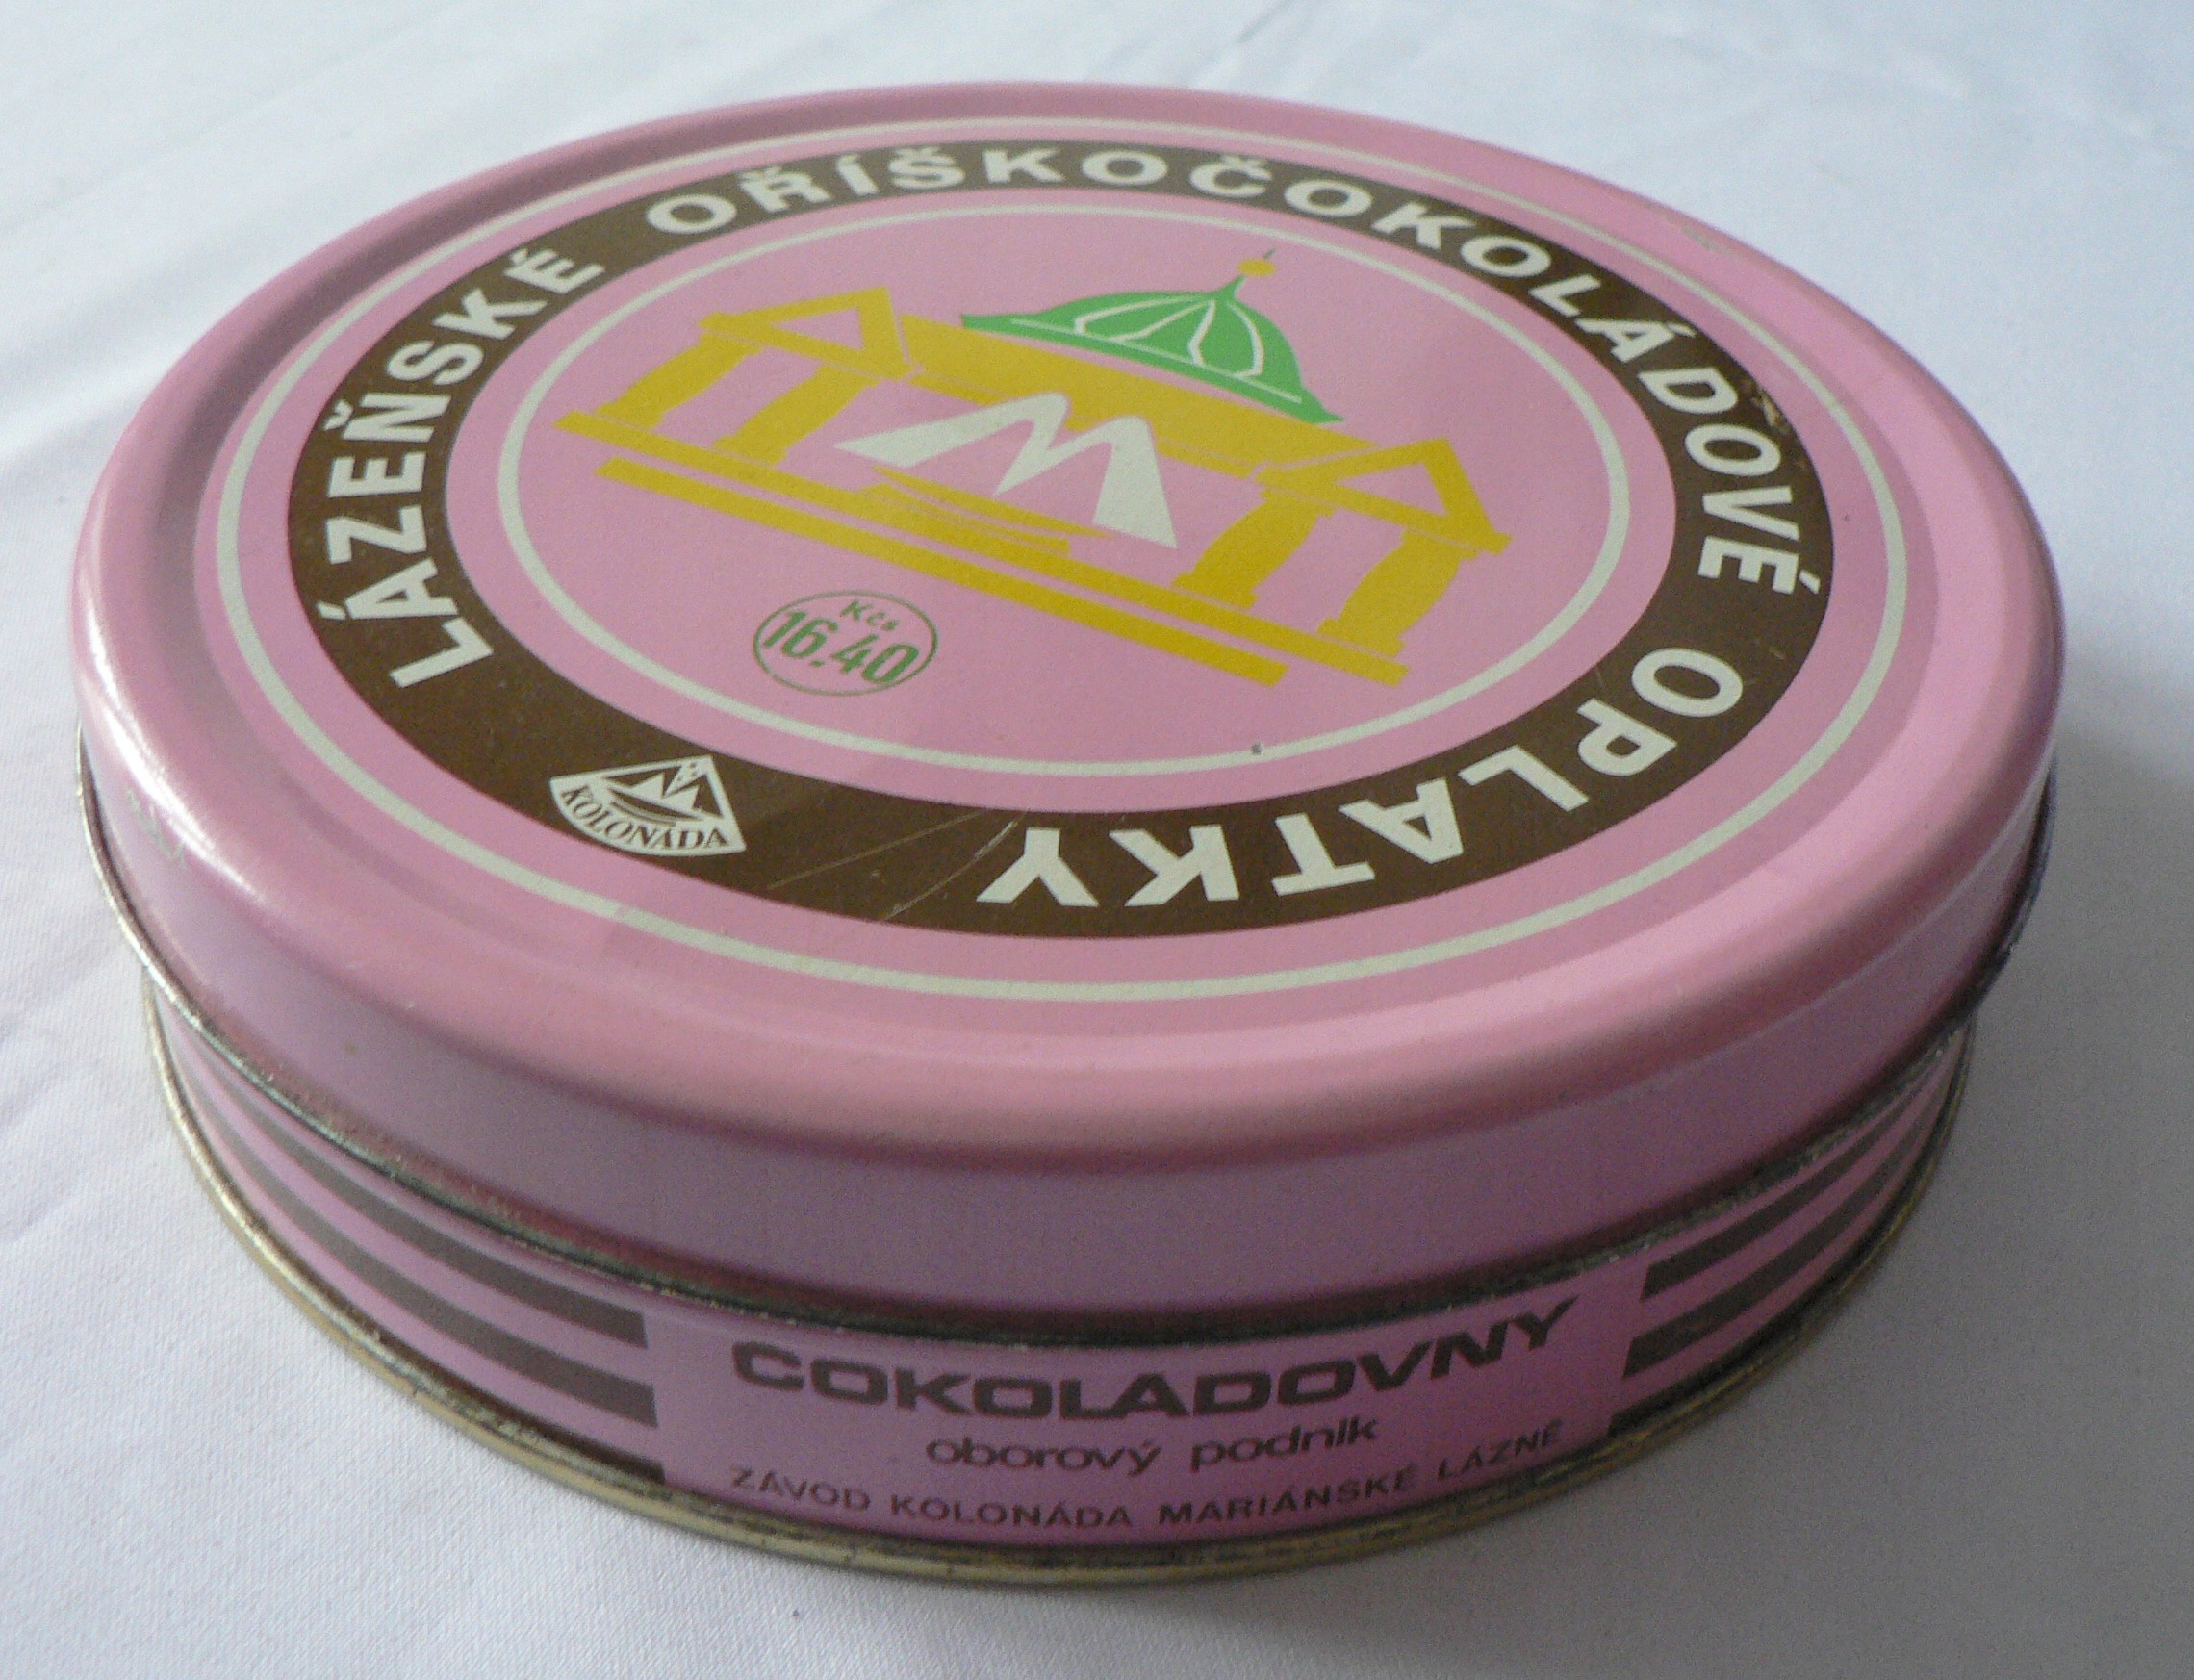 LÁZEŇSKÉ OŘÍŠKOČOKOLÁDOVÉ OPLATKY
Kčs
16.40
KOLONÁDA
ČOKOLÁDOVNY
oborový podnik
ZÁVOD KOLONÁDA MARIÁNSKÉ LÁZNĚ